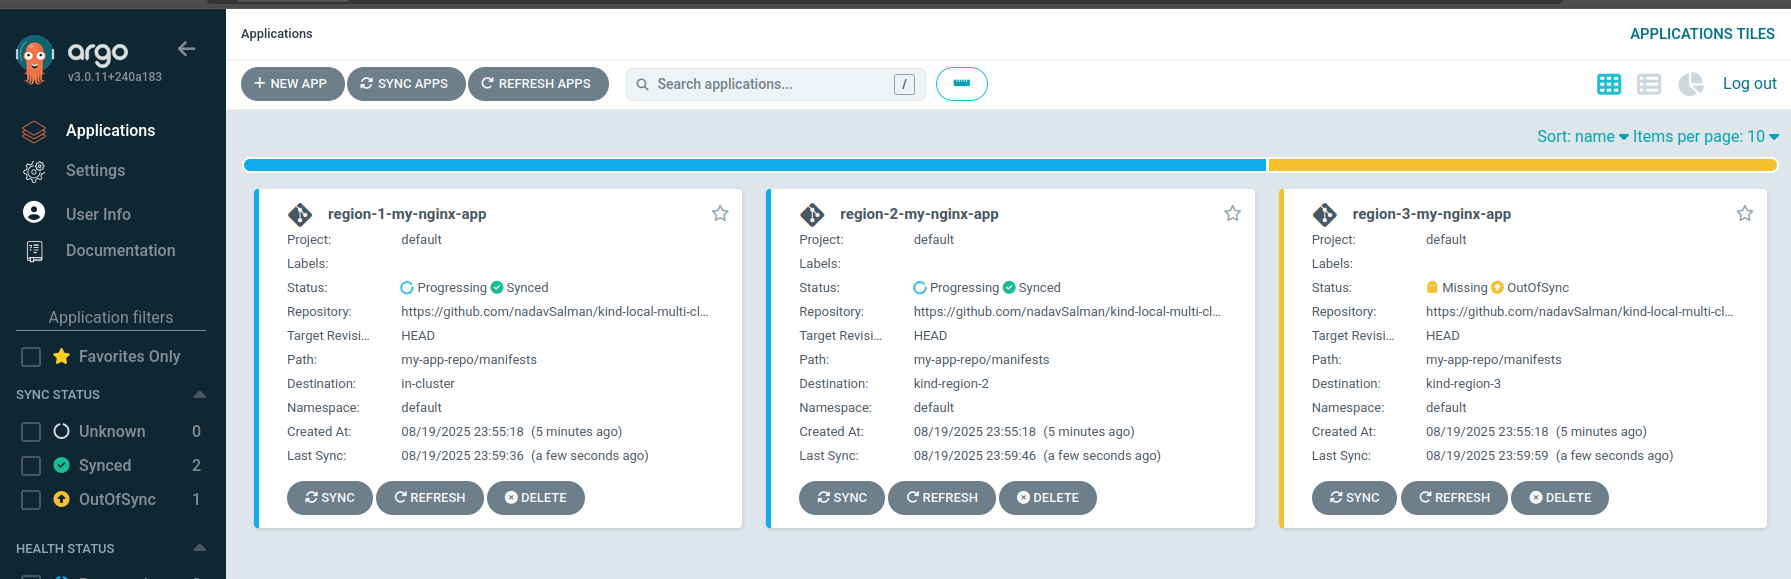 argo
v3.0.11+240a183
Applications
Settings
User Info
Documentation
Application filters
Favorites Only
SYNC STATUS
Unknown 0
Synced 2
OutOfSync 1
HEALTH STATUS
Applications
APPLICATIONS TILES
+ NEW APP SYNC APPS REFRESH APPS Search applications... / Log out
Sort: name Items per page: 10
region-1-my-nginx-app
Project: default
Labels:
Status: Progressing Synced
Repository: https://github.com/nadavSalman/kind-local-multi-cl...
Target Revisi... HEAD
Path: my-app-repo/manifests
Destination: in-cluster
Namespace: default
Created At: 08/19/2025 23:55:18 (5 minutes ago)
Last Sync: 08/19/2025 23:59:36 (a few seconds ago)
SYNC REFRESH DELETE
region-2-my-nginx-app
Project: default
Labels:
Status: Progressing Synced
Repository: https://github.com/nadavSalman/kind-local-multi-cl...
Target Revisi... HEAD
Path: my-app-repo/manifests
Destination: kind-region-2
Namespace: default
Created At: 08/19/2025 23:55:18 (5 minutes ago)
Last Sync: 08/19/2025 23:59:46 (a few seconds ago)
SYNC REFRESH DELETE
region-3-my-nginx-app
Project: default
Labels:
Status: Missing OutOfSync
Repository: https://github.com/nadavSalman/kind-local-multi-cl...
Target Revisi... HEAD
Path: my-app-repo/manifests
Destination: kind-region-3
Namespace: default
Created At: 08/19/2025 23:55:18 (5 minutes ago)
Last Sync: 08/19/2025 23:59:59 (a few seconds ago)
SYNC REFRESH DELETE